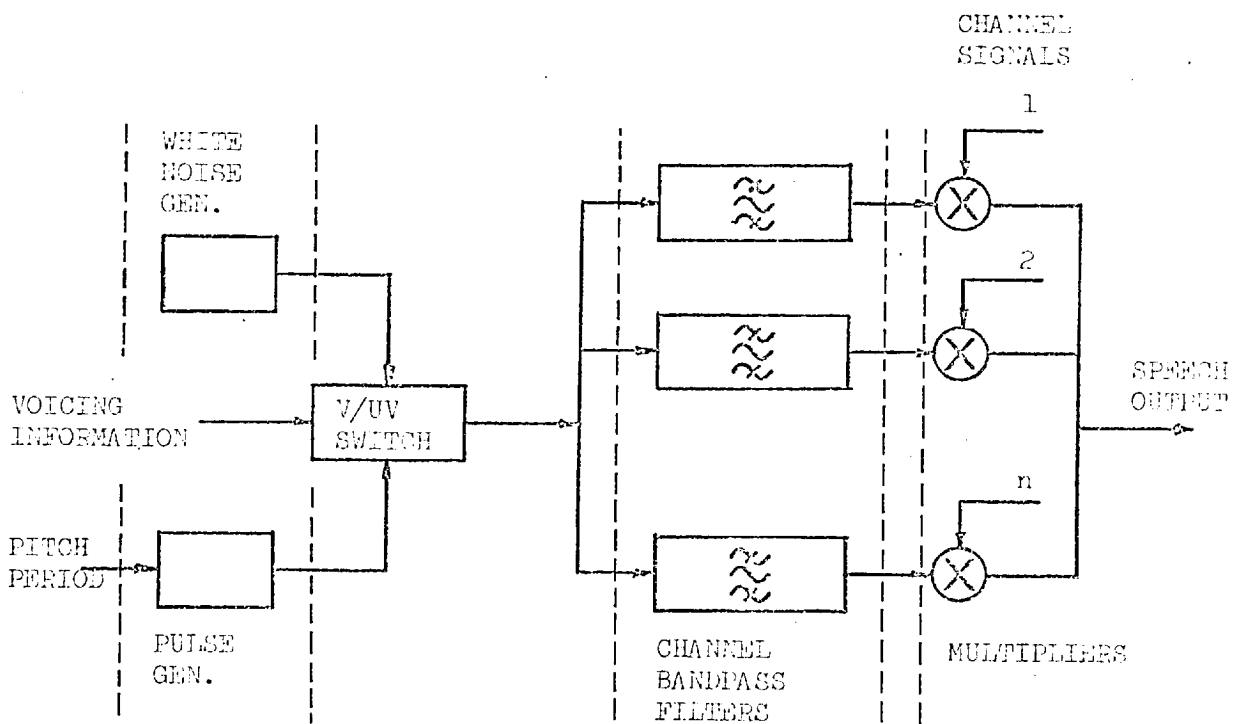 CHANNEL
SIGNALS
1
WHITE
NOISE
GEN.
2
VOICING
INFORMATION
V/UV
SWITCH
SPEECH
OUTPUT
n
PITCH
PERIOD
PULSE
GEN.
CHANNEL
BANDPASS
FILTERS
MULTIPLIERS